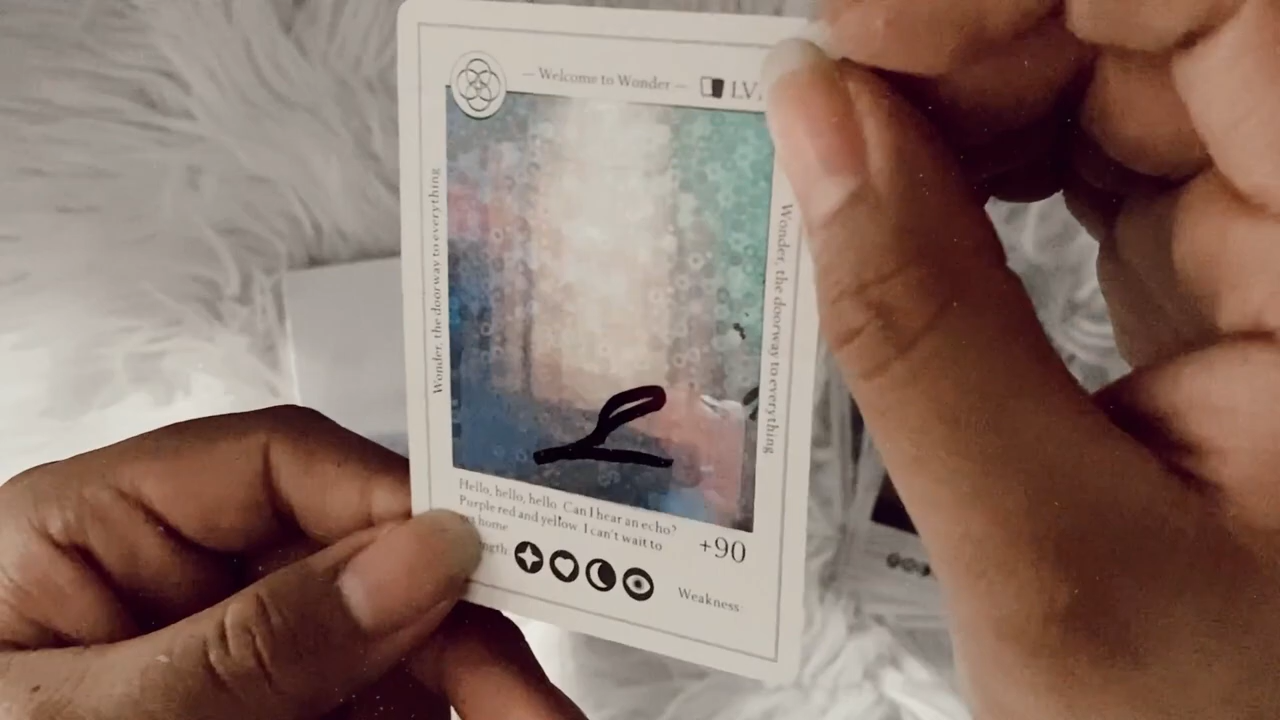 — Welcome to Wonder —
LV.
Wonder, the doorway to everything
Wonder, the doorway to everything
Hello, hello, hello. Can I hear an echo?
Purple red and yellow. I can't wait to
home
+90
Weakness